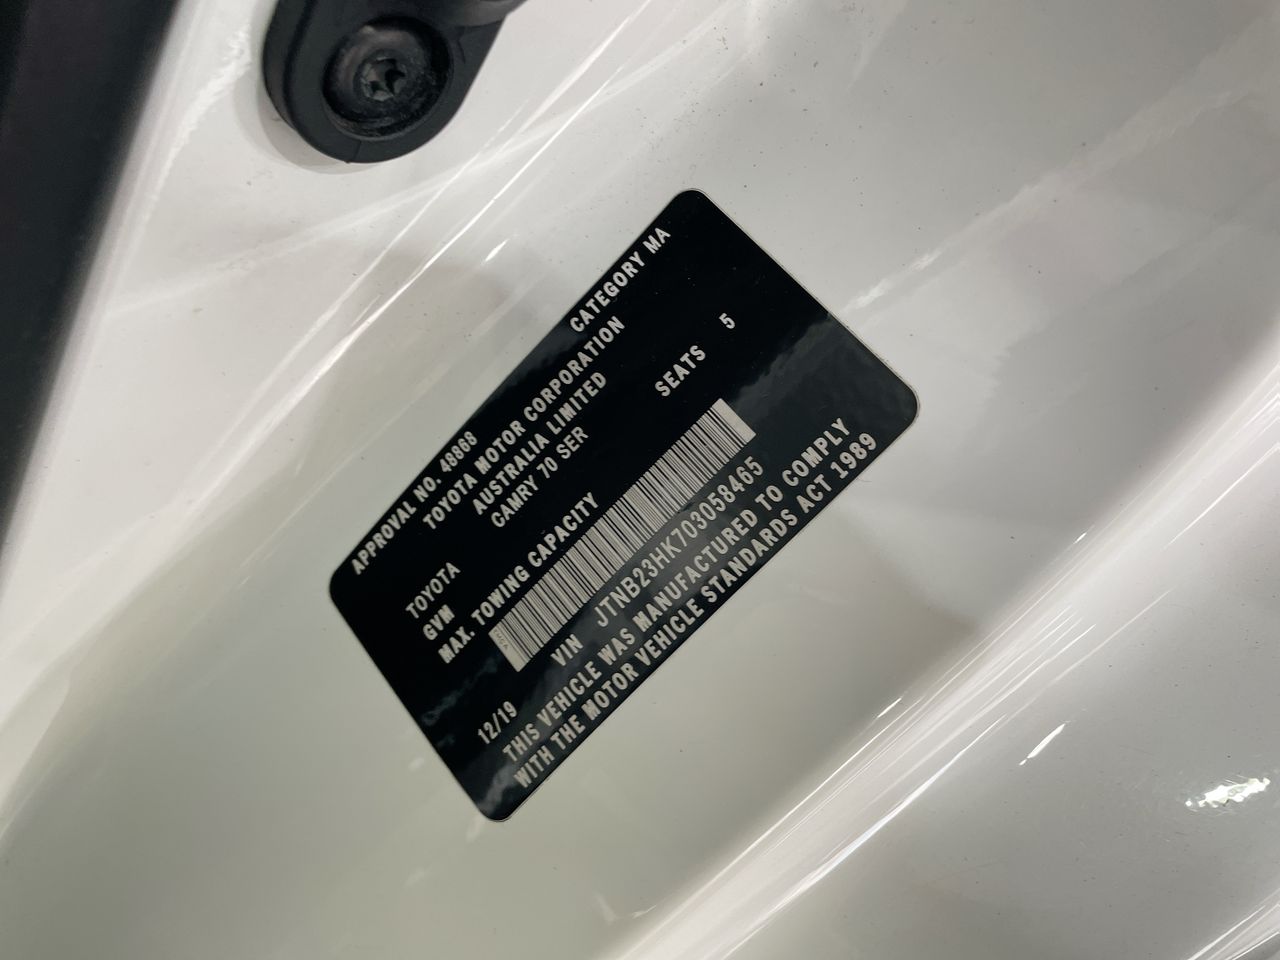 APPROVAL NO. 48868 CATEGORY MA
TOYOTA MOTOR CORPORATION
AUSTRALIA LIMITED
TOYOTA CAMRY 70 SER
GVM SEATS 5
MAX. TOWING CAPACITY
VIN JTNB23HK703058465
12/19
THIS VEHICLE WAS MANUFACTURED TO COMPLY
WITH THE MOTOR VEHICLE STANDARDS ACT 1989